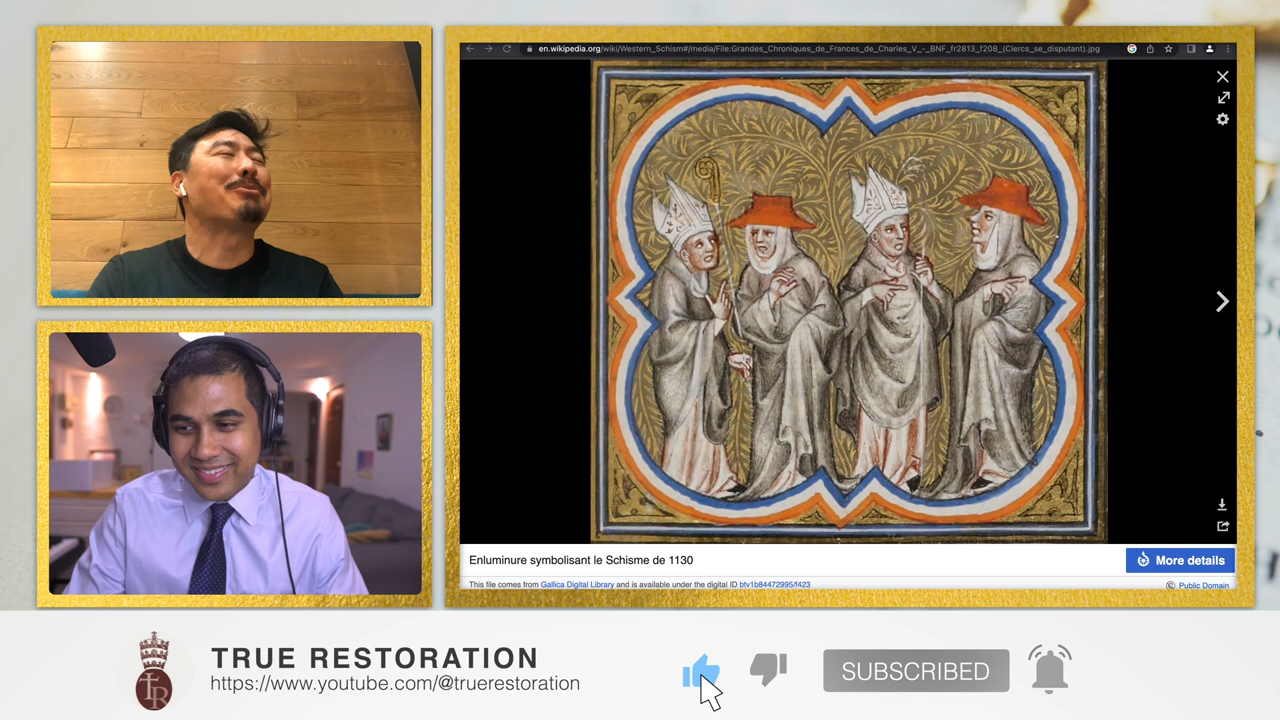 en.wikipedia.org/wiki/Western_Schism#/media/File:Grandes_Chroniques_de_Frances_de_Charles_V_-_BNF_fr2813_f208_(Clercs_se_disputant).jpg
Enluminure symbolisant le Schisme de 1130
More details
This file comes from Gallica Digital Library and is available under the digital ID btv1b84472995/f423
Public Domain
TR
TRUE RESTORATION
https://www.youtube.com/@truerestoration
SUBSCRIBED